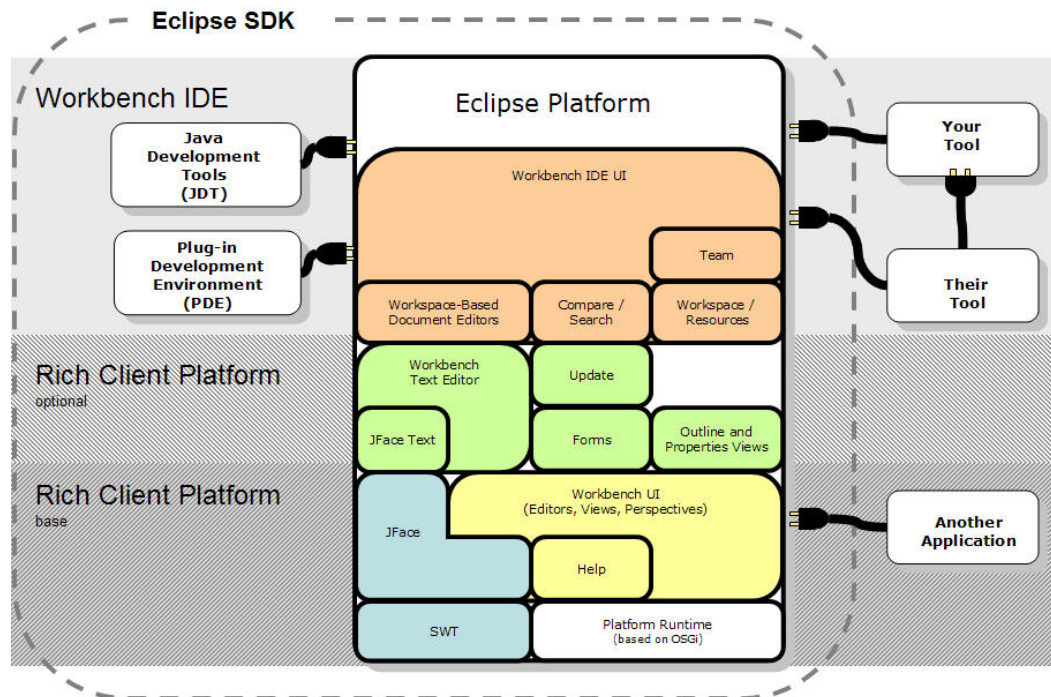 Eclipse SDK
Workbench IDE
Eclipse Platform
Java
Development
Tools
(JDT)
Your
Tool
Workbench IDE UI
Plug-in
Development
Environment
(PDE)
Team
Their
Tool
Workspace-Based
Document Editors
Compare /
Search
Workspace /
Resources
Rich Client Platform
optional
Workbench
Text Editor
Update
JFace Text
Forms
Outline and
Properties Views
Rich Client Platform
base
Workbench UI
(Editors, Views, Perspectives)
JFace
Another
Application
Help
SWT
Platform Runtime
(based on OSGi)